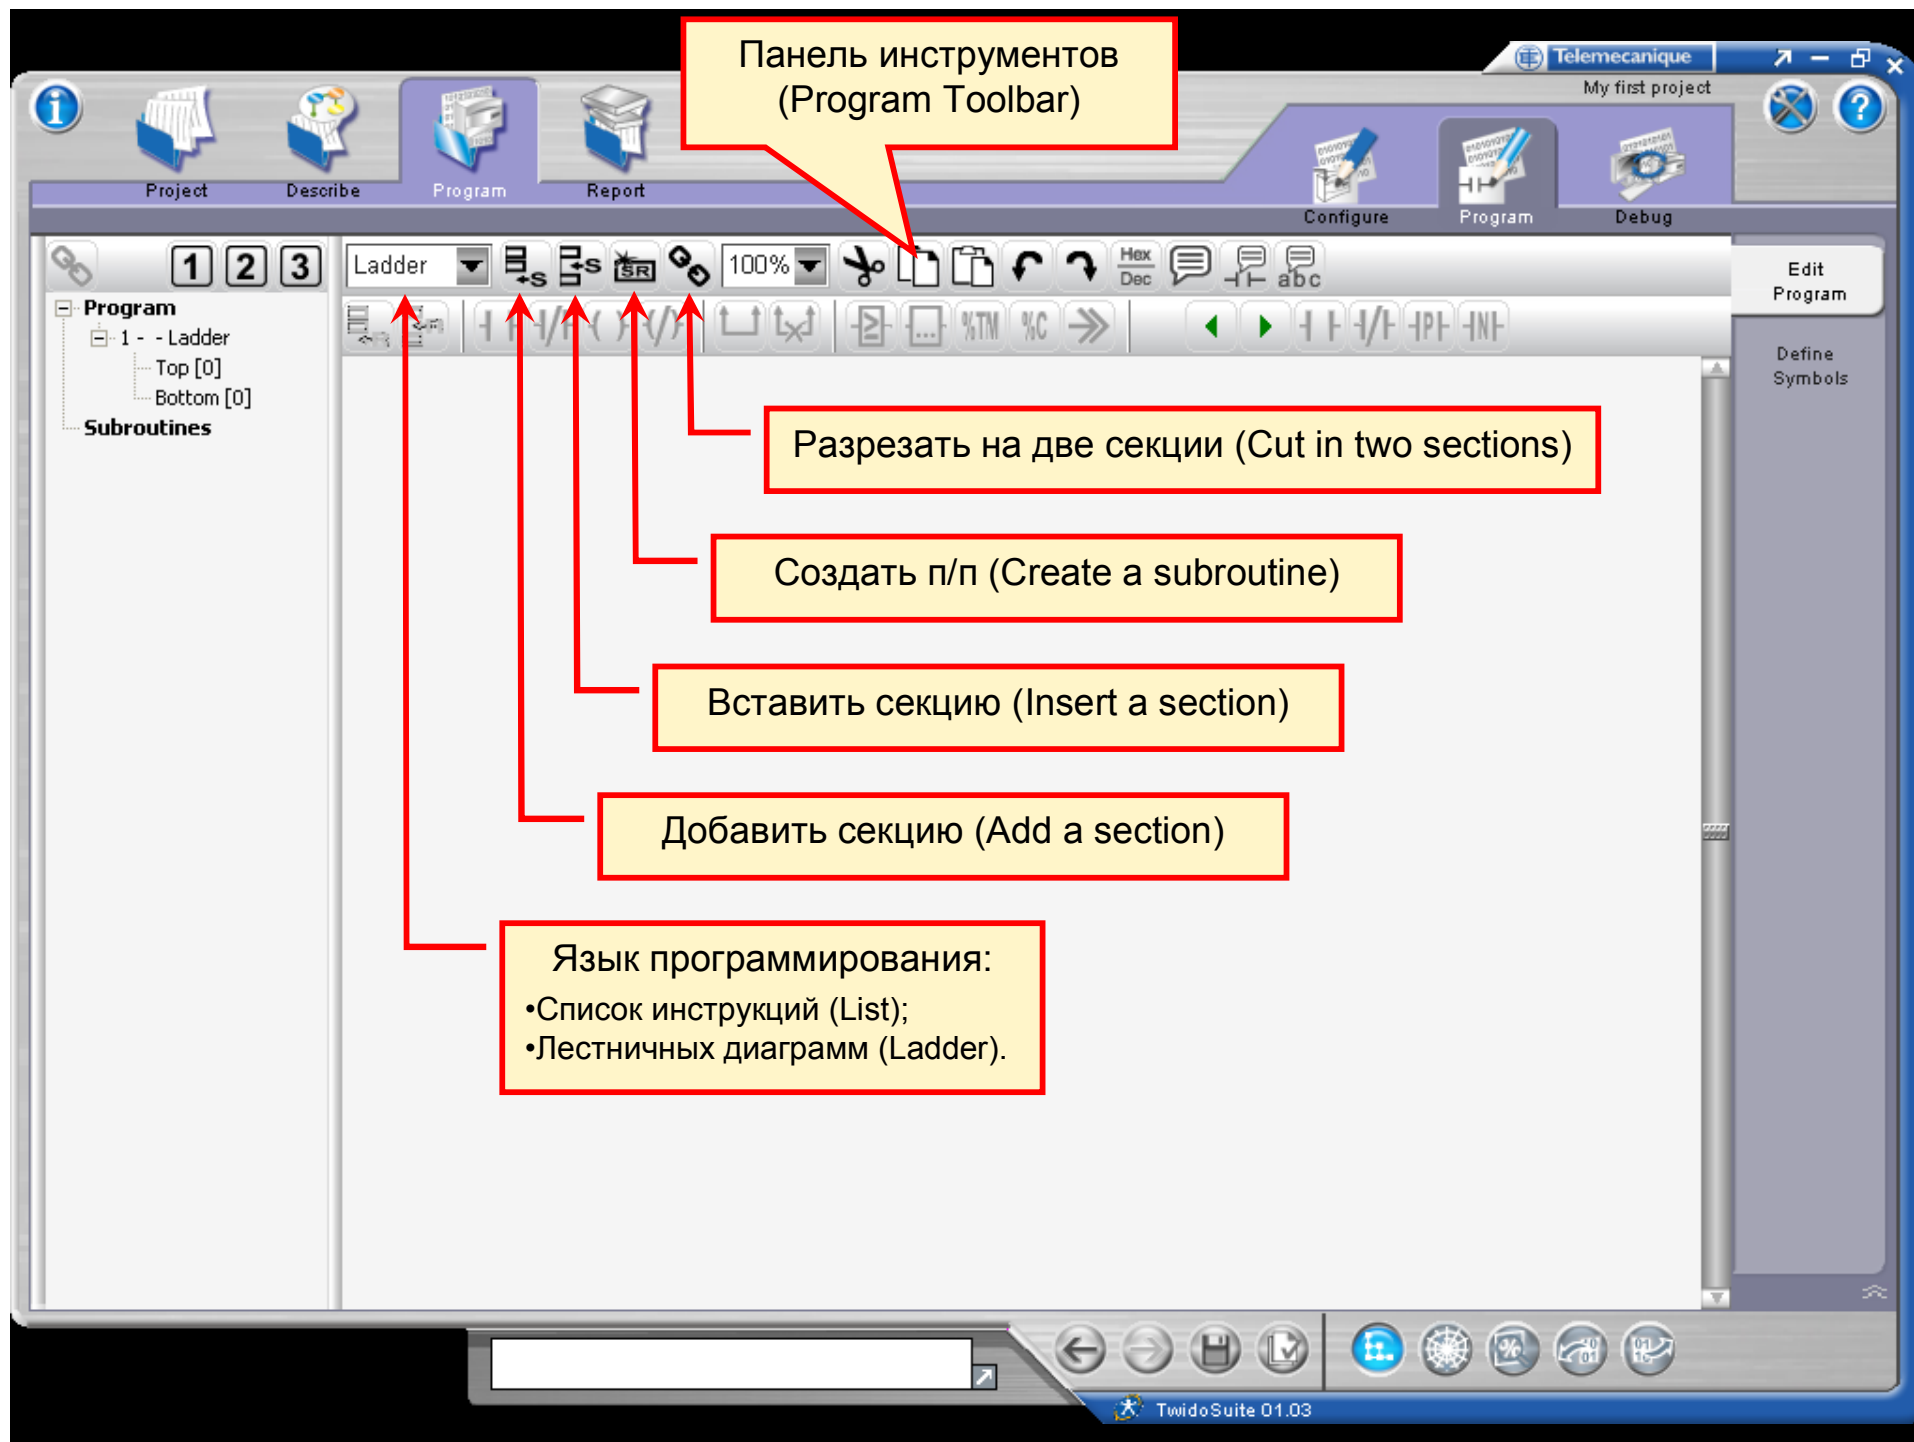 Панель инструментов
(Program Toolbar)
Telemecanique
My first project
Project
Describe
Program
Report
Configure
Program
Debug
1 2 3
Ladder
S
S
SR
100%
Hex
Dec
abc
Edit
Program
Define
Symbols
Program
1 - - Ladder
Top [0]
Bottom [0]
Subroutines
%TM
%C
P
N
Разрезать на две секции (Cut in two sections)
Создать п/п (Create a subroutine)
Вставить секцию (Insert a section)
Добавить секцию (Add a section)
Язык программирования:
•Список инструкций (List);
•Лестничных диаграмм (Ladder).
TwidoSuite 01.03